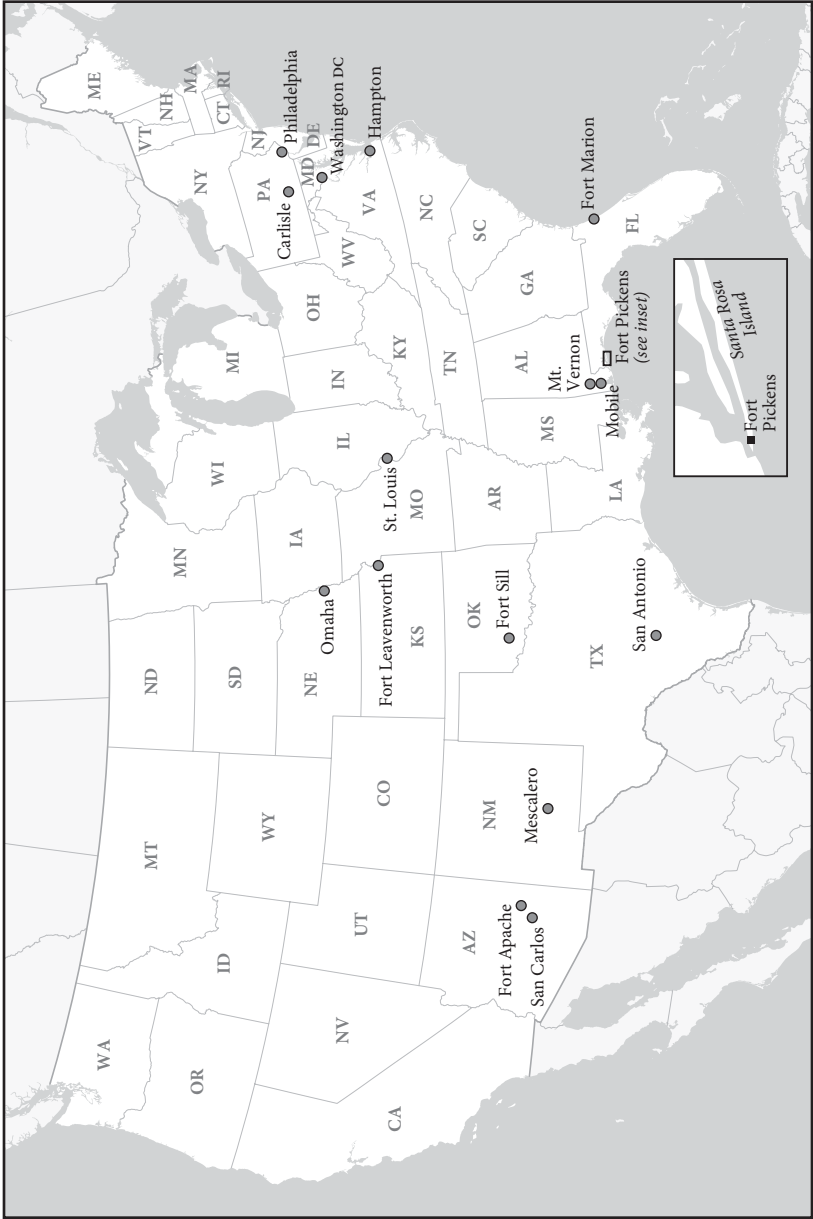 WA
OR
CA
NV
ID
MT
WY
UT
AZ
Fort Apache
San Carlos
CO
NM
Mescalero
ND
SD
NE
KS
OK
Fort Sill
TX
San Antonio
Omaha
Fort Leavenworth
MN
IA
MO
St. Louis
AR
LA
WI
IL
MS
MI
IN
OH
KY
TN
AL
Mt.
Vernon
Mobile
Fort Pickens
(see inset)
GA
FL
Fort Marion
SC
NC
VA
WV
Hampton
Washington DC
MD
DE
PA
Carlisle
Philadelphia
NJ
NY
CT
RI
MA
VT
NH
ME
Fort
Pickens
Santa Rosa
Island